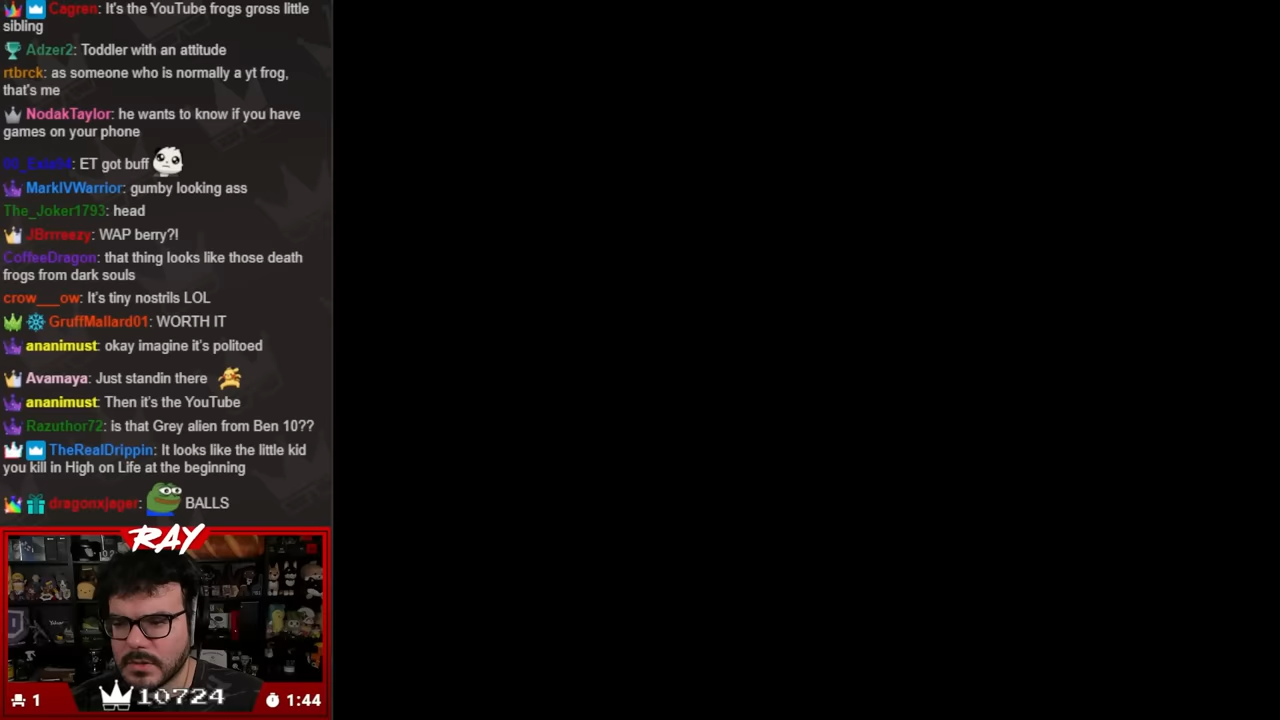 Cagren: It's the YouTube frogs gross little
sibling
Adzer2: Toddler with an attitude
rtbrck: as someone who is normally a yt frog,
that's me
NodakTaylor: he wants to know if you have
games on your phone
: ET got buff
MarkIVWarrior: gumby looking ass
The_Joker1793: head
JBrrreezy: WAP berry?!
CoffeeDragon: that thing looks like those death
frogs from dark souls
crow___ow: It's tiny nostrils LOL
GruffMallard01: WORTH IT
ananimust: okay imagine it's politoed
Avamaya: Just standin there
ananimust: Then it's the YouTube
Razuthor72: is that Grey alien from Ben 10??
TheRealDrippin: It looks like the little kid
you kill in High on Life at the beginning
dragonxjager: BALLS
RAY
1 10724 1:44